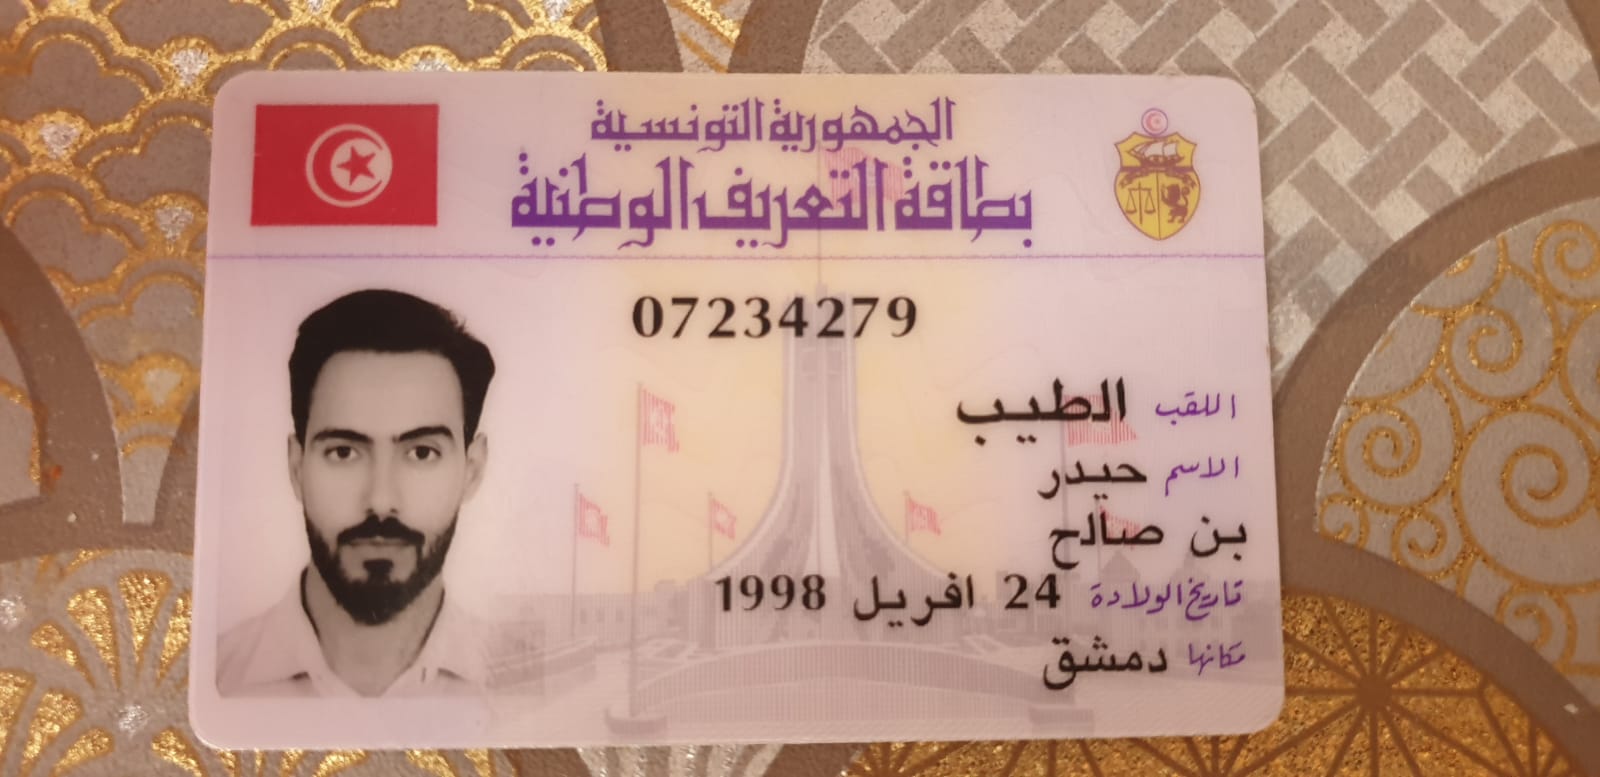 الجمهورية التونسية
بطاقة التعريف الوطنية
07234279
اللقب الطيب
الاسم حيدر
بن صالح
تاريخ الولادة 24 افريل 1998
مكانها دمشق